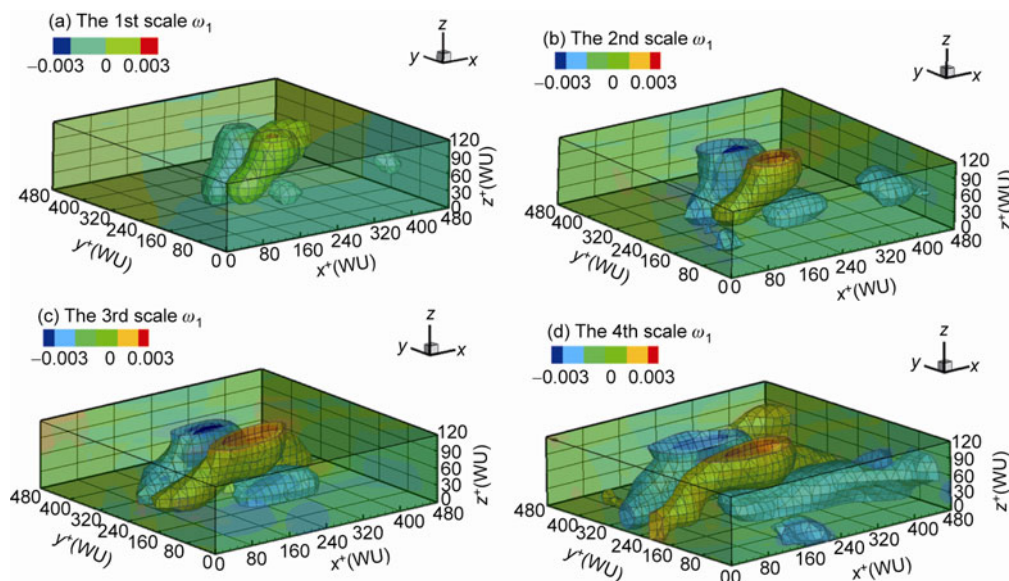 (a) The 1st scale ω₁
−0.003 0 0.003
z
y x
120
90
60
30
0
z⁺(WU)
480
400
320
240
160
80
0
y⁺(WU)
0 80 160 240 320 400 480
x⁺(WU)
(b) The 2nd scale ω₁
−0.003 0 0.003
z
y x
120
90
60
30
0
z⁺(WU)
480
400
320
240
160
80
0
y⁺(WU)
0 80 160 240 320 400 480
x⁺(WU)
(c) The 3rd scale ω₁
−0.003 0 0.003
z
y x
120
90
60
30
0
z⁺(WU)
480
400
320
240
160
80
0
y⁺(WU)
0 80 160 240 320 400 480
x⁺(WU)
(d) The 4th scale ω₁
−0.003 0 0.003
z
y x
120
90
60
30
0
z⁺(WU)
480
400
320
240
160
80
0
y⁺(WU)
0 80 160 240 320 400 480
x⁺(WU)